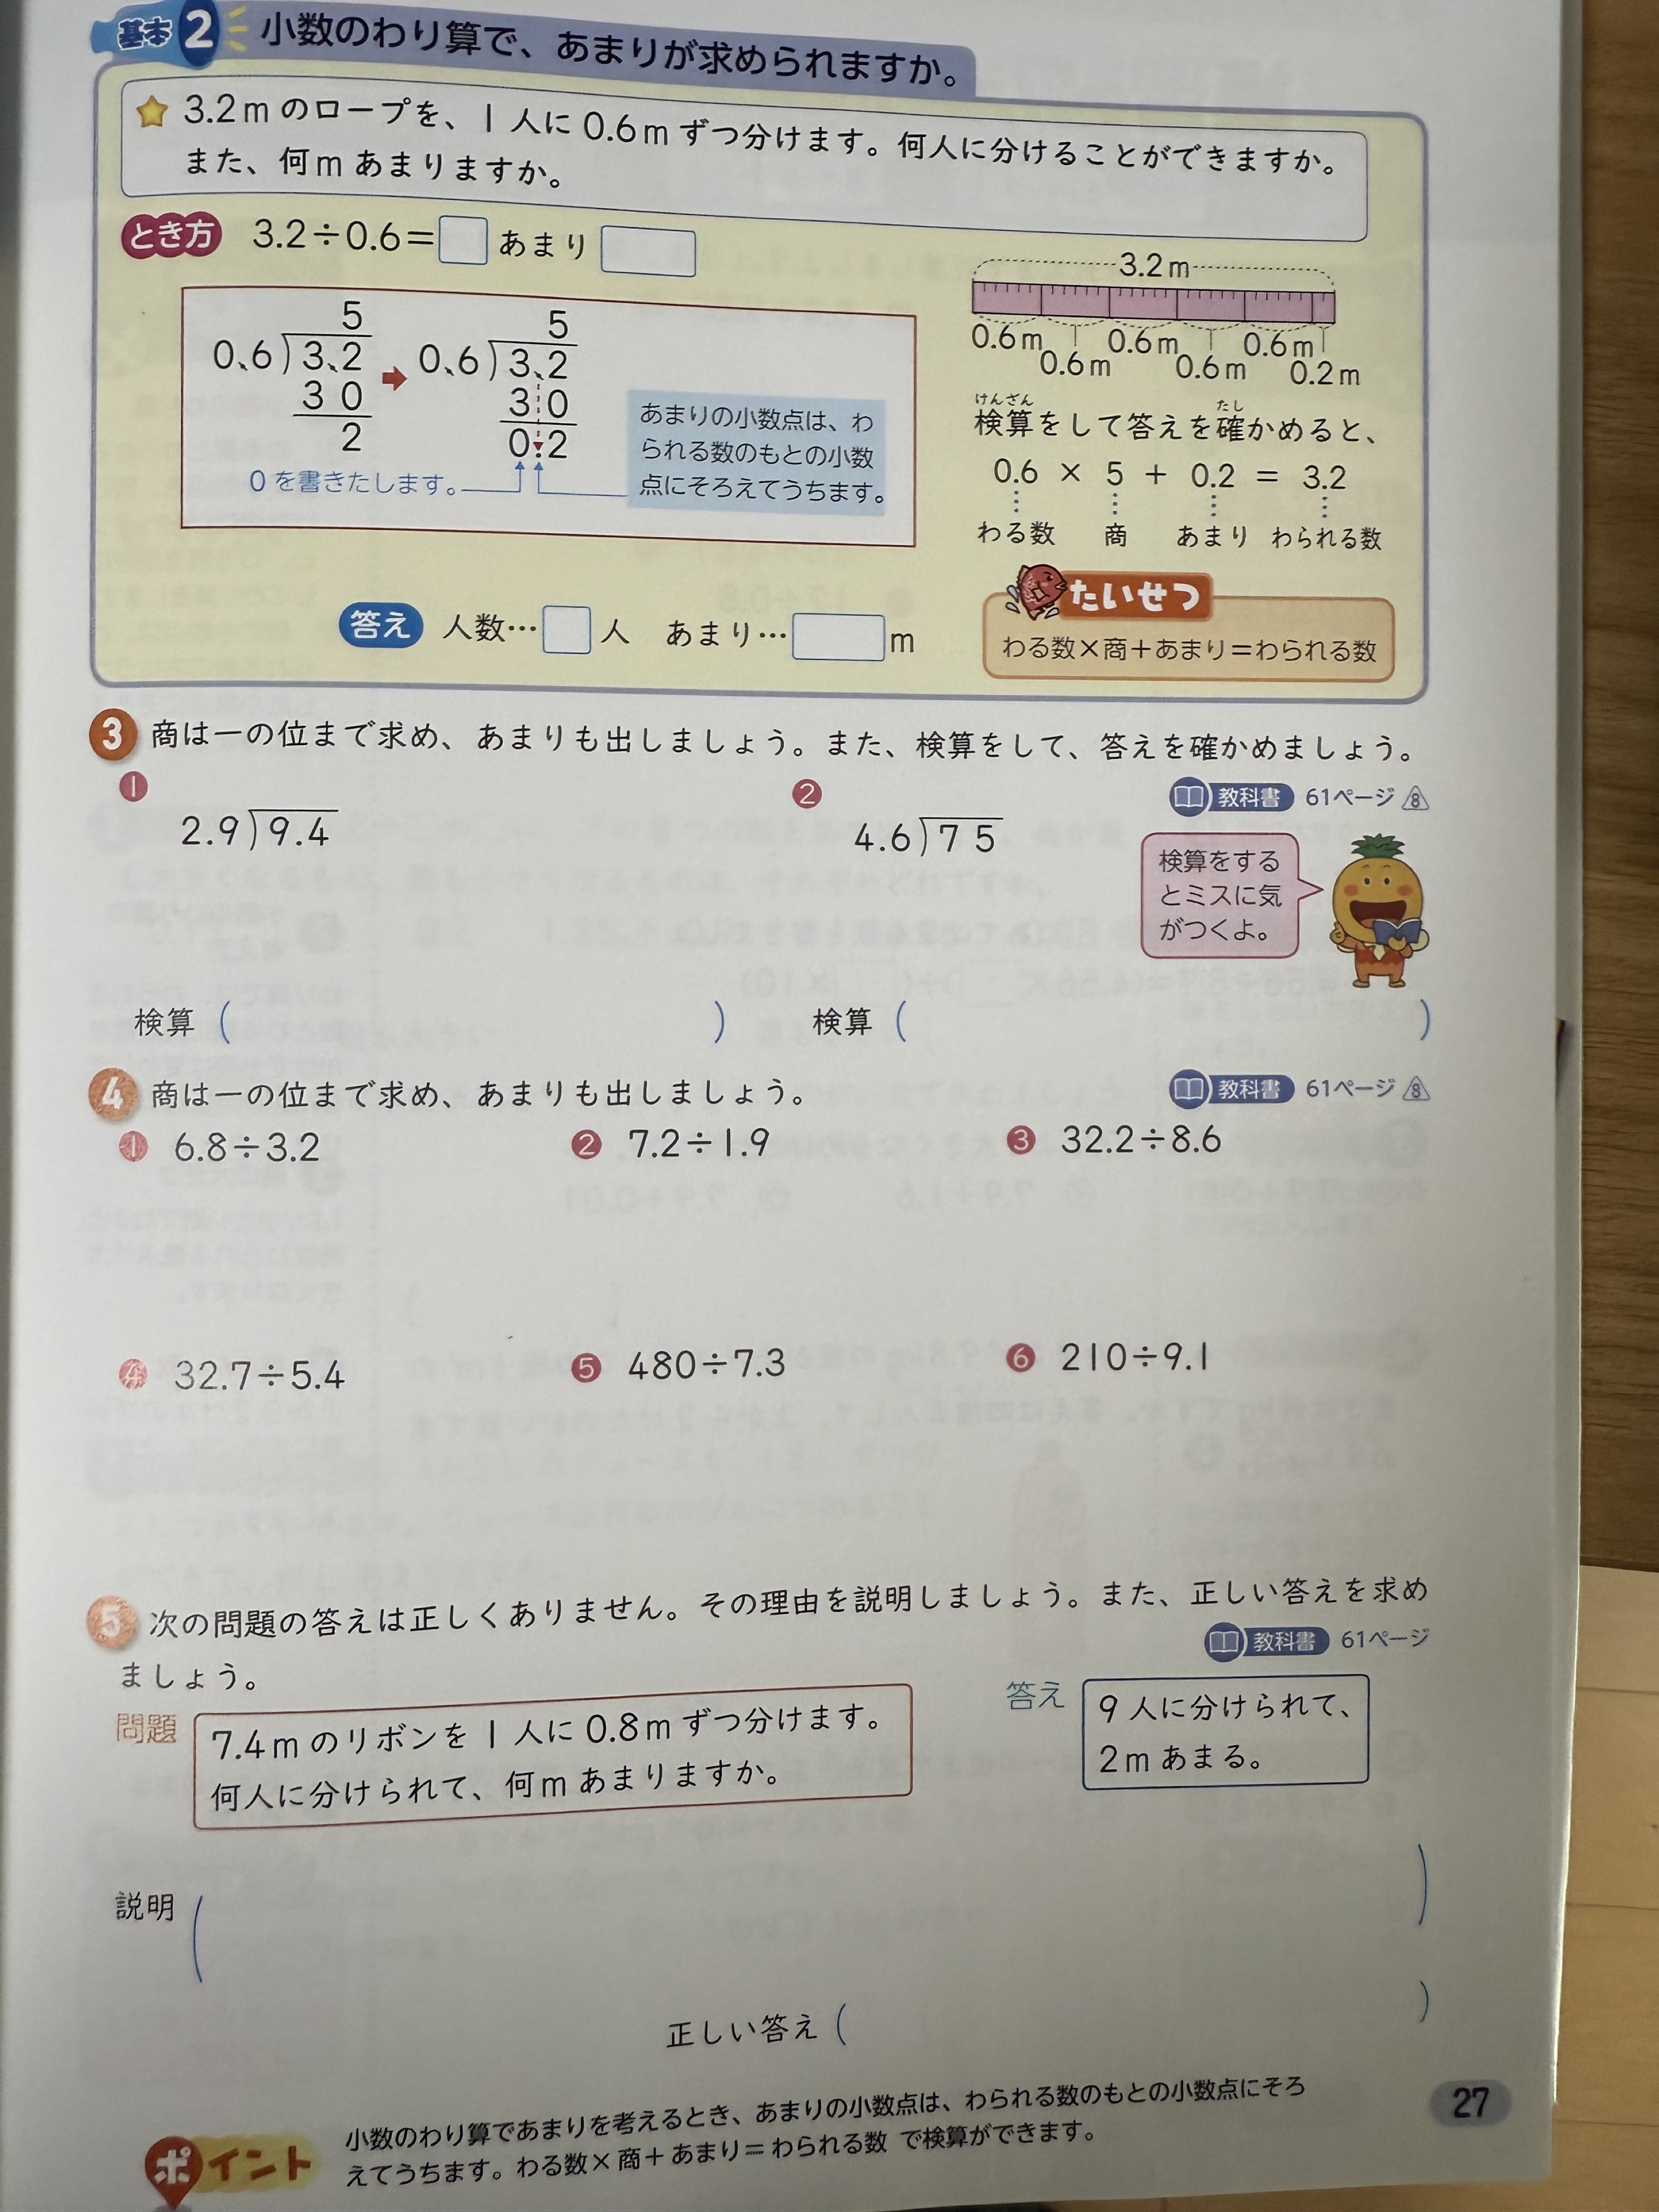 基本 2 小数のわり算で、あまりが求められますか。
3.2mのロープを、1人に0.6mずつ分けます。何人に分けることができますか。
また、何mあまりますか。
とき方 3.2÷0.6=□ あまり □
5
0.6)3.2
3 0
2
5
0.6)3.2
3 0
0.2
0を書きたします。
あまりの小数点は、わ
られる数のもとの小数
点にそろえてうちます。
3.2m
0.6m 0.6m 0.6m 0.6m 0.6m 0.2m
けんざん たし
検算をして答えを確かめると、
0.6 × 5 + 0.2 = 3.2
わる数 商 あまり わられる数
答え 人数…□人 あまり…□m
たいせつ
わる数×商+あまり=わられる数
3 商は一の位まで求め、あまりも出しましょう。また、検算をして、答えを確かめましょう。
教科書 61ページ 8
1 2.9)9.4
2 4.6)7 5
検算をする
とミスに気
がつくよ。
検算 ( )
検算 ( )
4 商は一の位まで求め、あまりも出しましょう。
教科書 61ページ 8
1 6.8÷3.2
2 7.2÷1.9
3 32.2÷8.6
4 32.7÷5.4
5 480÷7.3
6 210÷9.1
5 次の問題の答えは正しくありません。その理由を説明しましょう。また、正しい答えを求め
ましょう。
教科書 61ページ
問題 7.4mのリボンを1人に0.8mずつ分けます。
何人に分けられて、何mあまりますか。
答え 9人に分けられて、
2mあまる。
説明 ( )
正しい答え ( )
ポイント
小数のわり算であまりを考えるとき、あまりの小数点は、わられる数のもとの小数点にそろ
えてうちます。わる数×商+あまり=わられる数 で検算ができます。
27